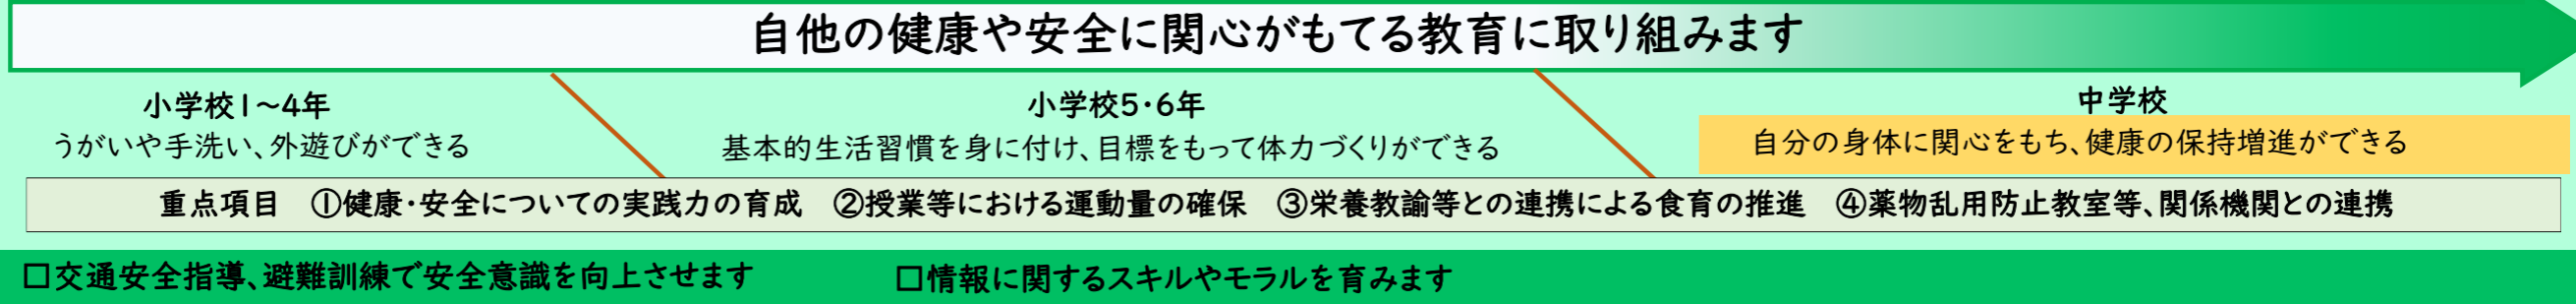 自他の健康や安全に関心がもてる教育に取り組みます
小学校1~4年
うがいや手洗い、外遊びができる
小学校5・6年
基本的生活習慣を身に付け、目標をもって体力づくりができる
中学校
自分の身体に関心をもち、健康の保持増進ができる
重点項目　①健康・安全についての実践力の育成　②授業等における運動量の確保　③栄養教諭等との連携による食育の推進　④薬物乱用防止教室等、関係機関との連携
□交通安全指導、避難訓練で安全意識を向上させます　□情報に関するスキルやモラルを育みます